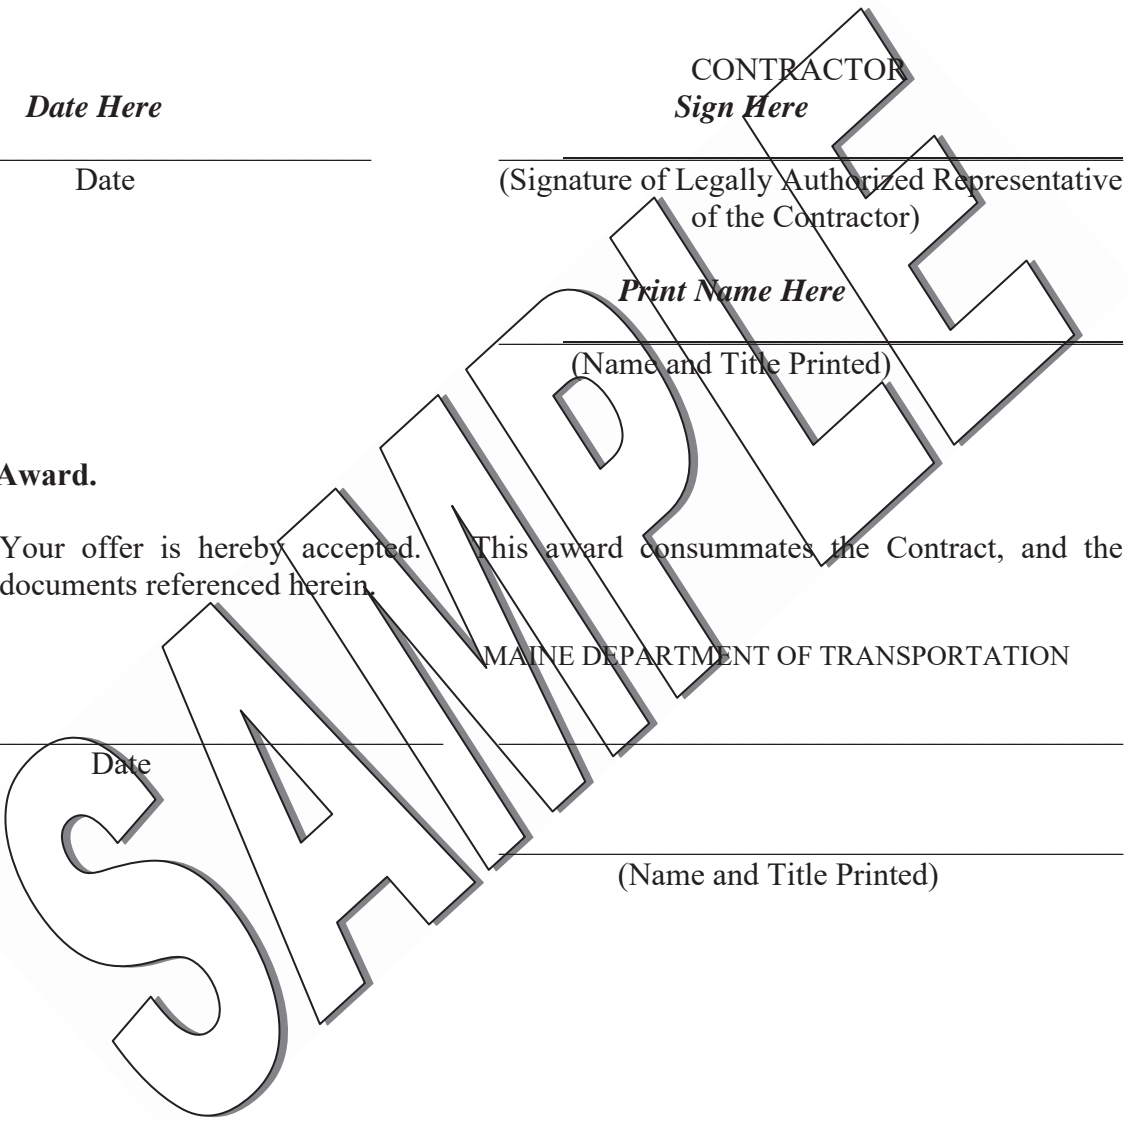 CONTRACTOR
Date Here Sign Here
Date (Signature of Legally Authorized Representative
of the Contractor)
Print Name Here
(Name and Title Printed)
Award.
Your offer is hereby accepted. This award consummates the Contract, and the
documents referenced herein.
MAINE DEPARTMENT OF TRANSPORTATION
Date
(Name and Title Printed)
SAMPLE